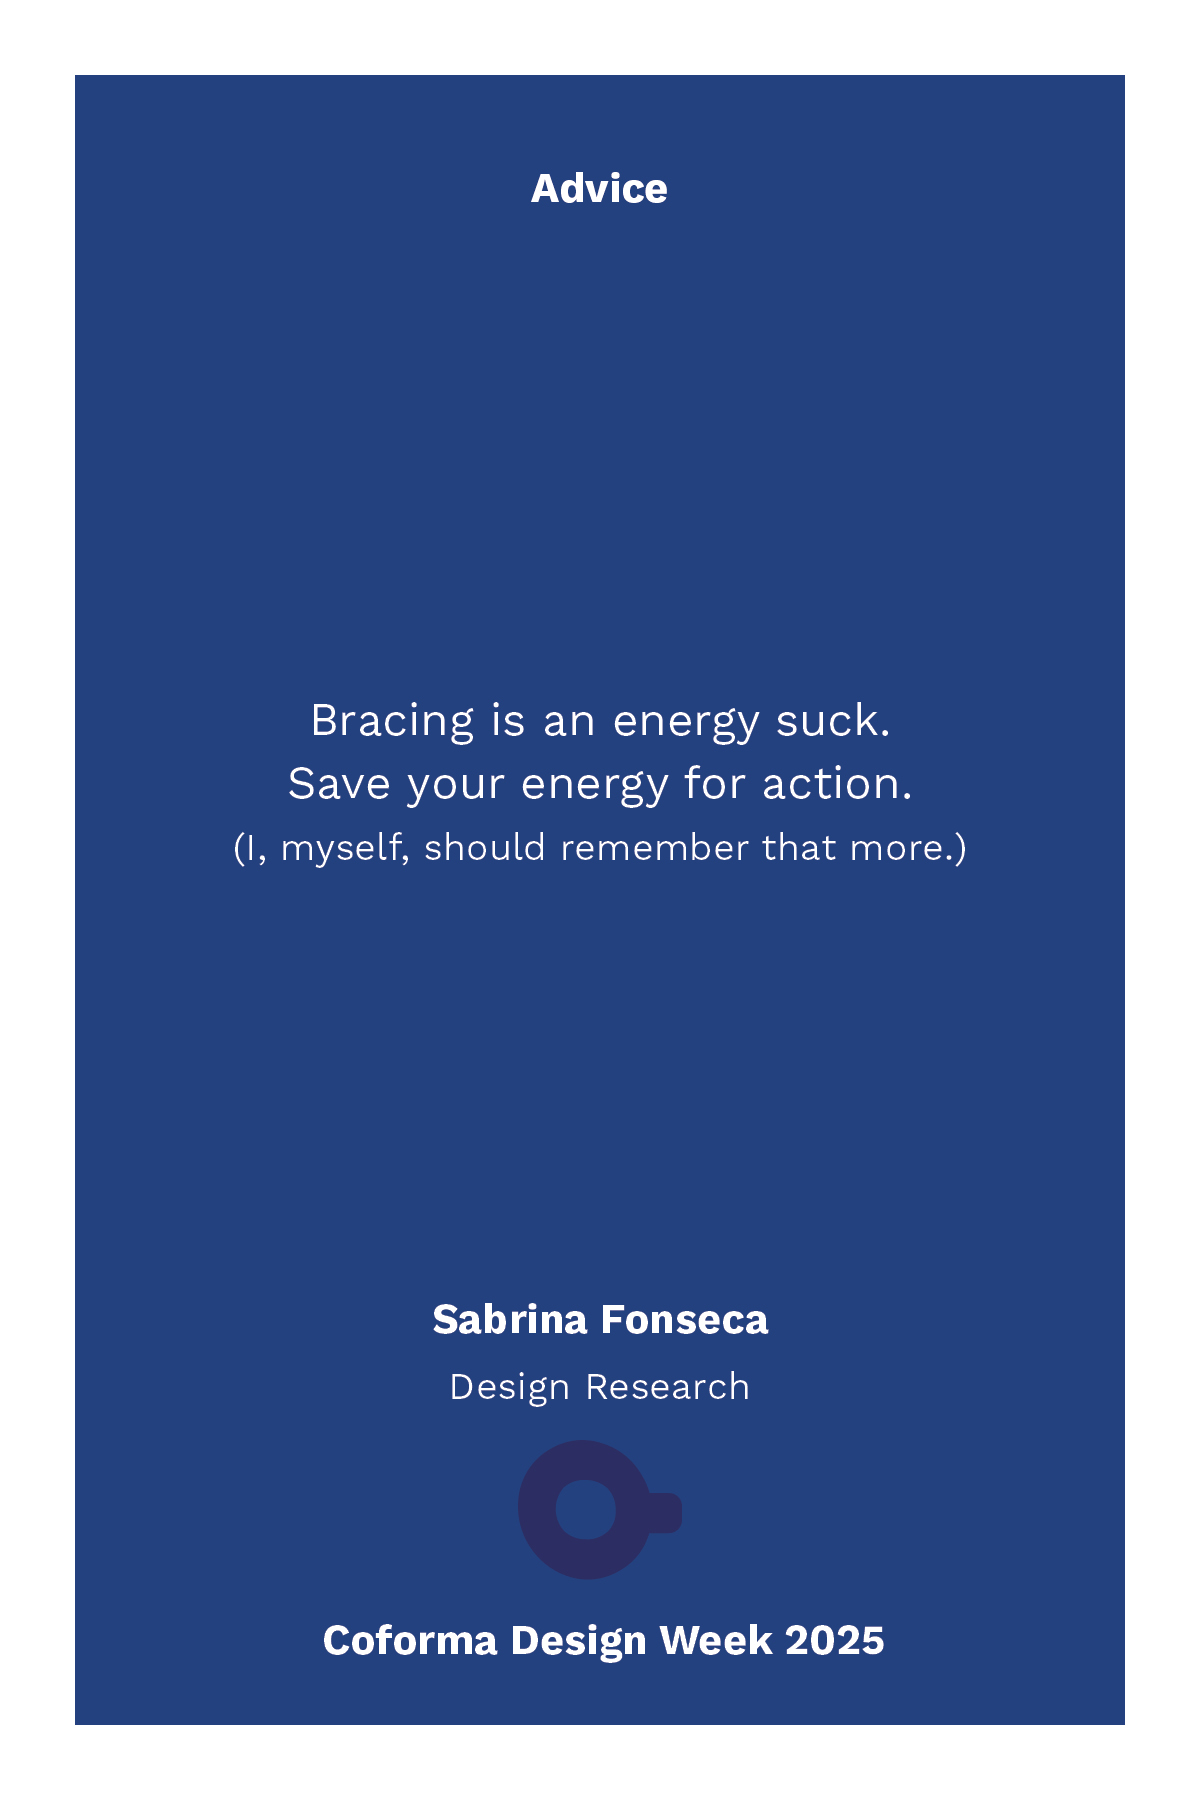 Advice
Bracing is an energy suck.
Save your energy for action.
(I, myself, should remember that more.)
Sabrina Fonseca
Design Research
Coforma Design Week 2025